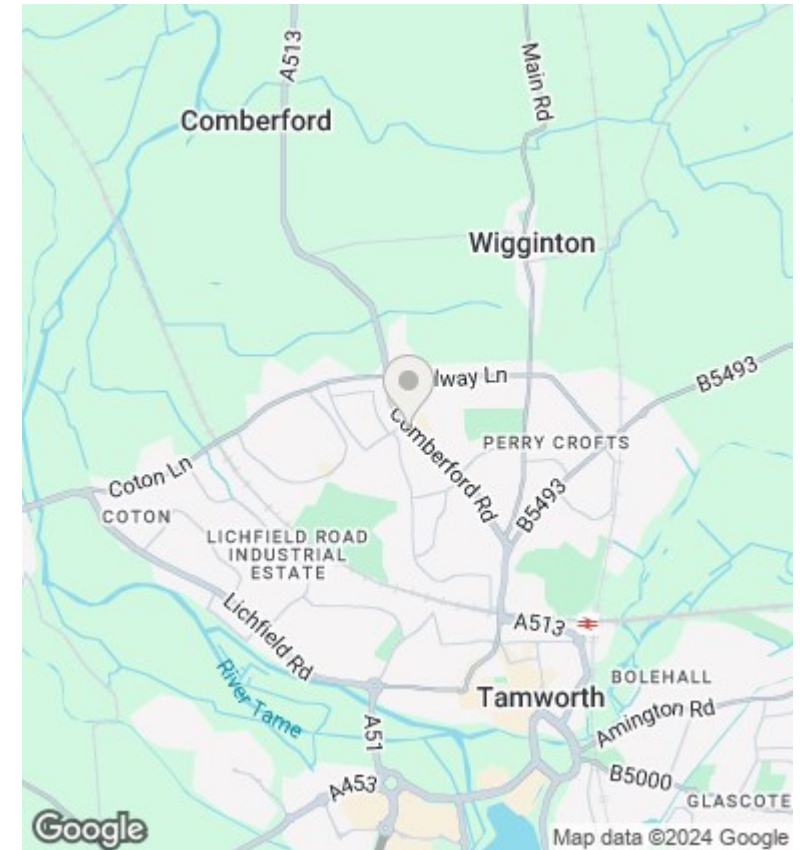 A513
Main Rd
Comberford
Wigginton
lway Ln
B5493
Comberford Rd
PERRY CROFTS
Coton Ln
B5493
COTON
LICHFIELD ROAD
INDUSTRIAL
ESTATE
Lichfield Rd
A513
River Tame
BOLEHALL
Tamworth
Amington Rd
A51
A453
B5000
GLASCOTE
Google
Map data ©2024 Google